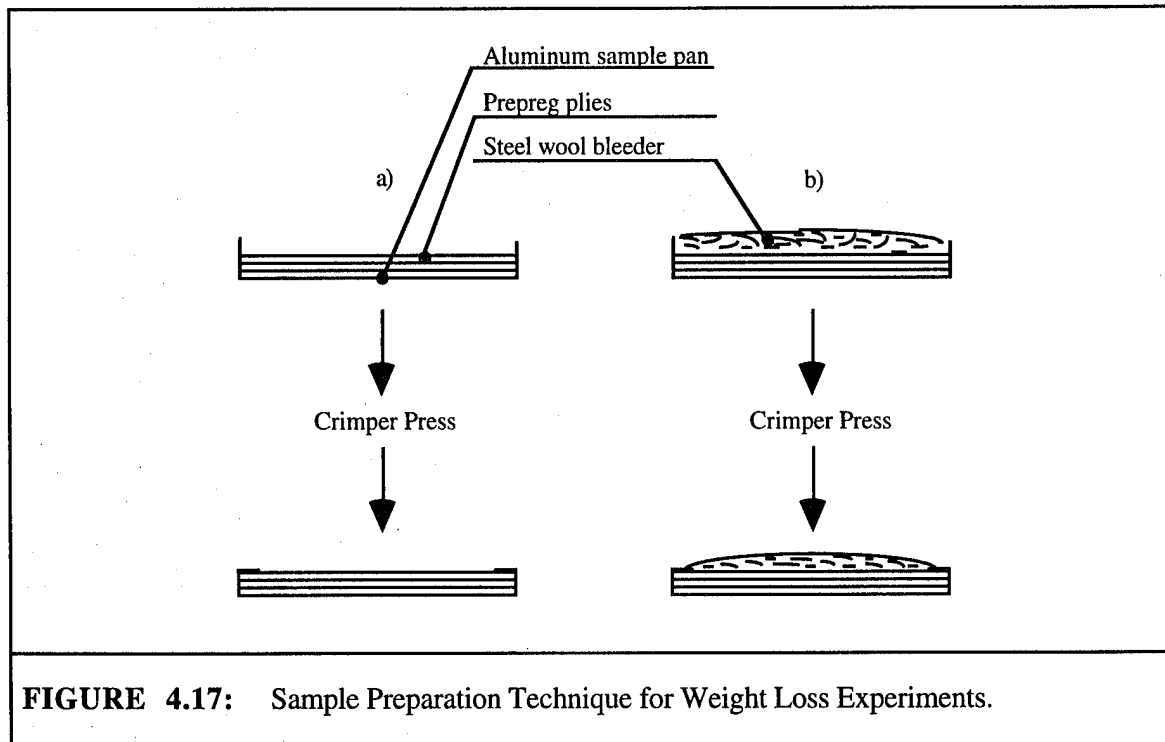 Aluminum sample pan
Prepreg plies
Steel wool bleeder
a)
b)
Crimper Press
Crimper Press
FIGURE 4.17: Sample Preparation Technique for Weight Loss Experiments.